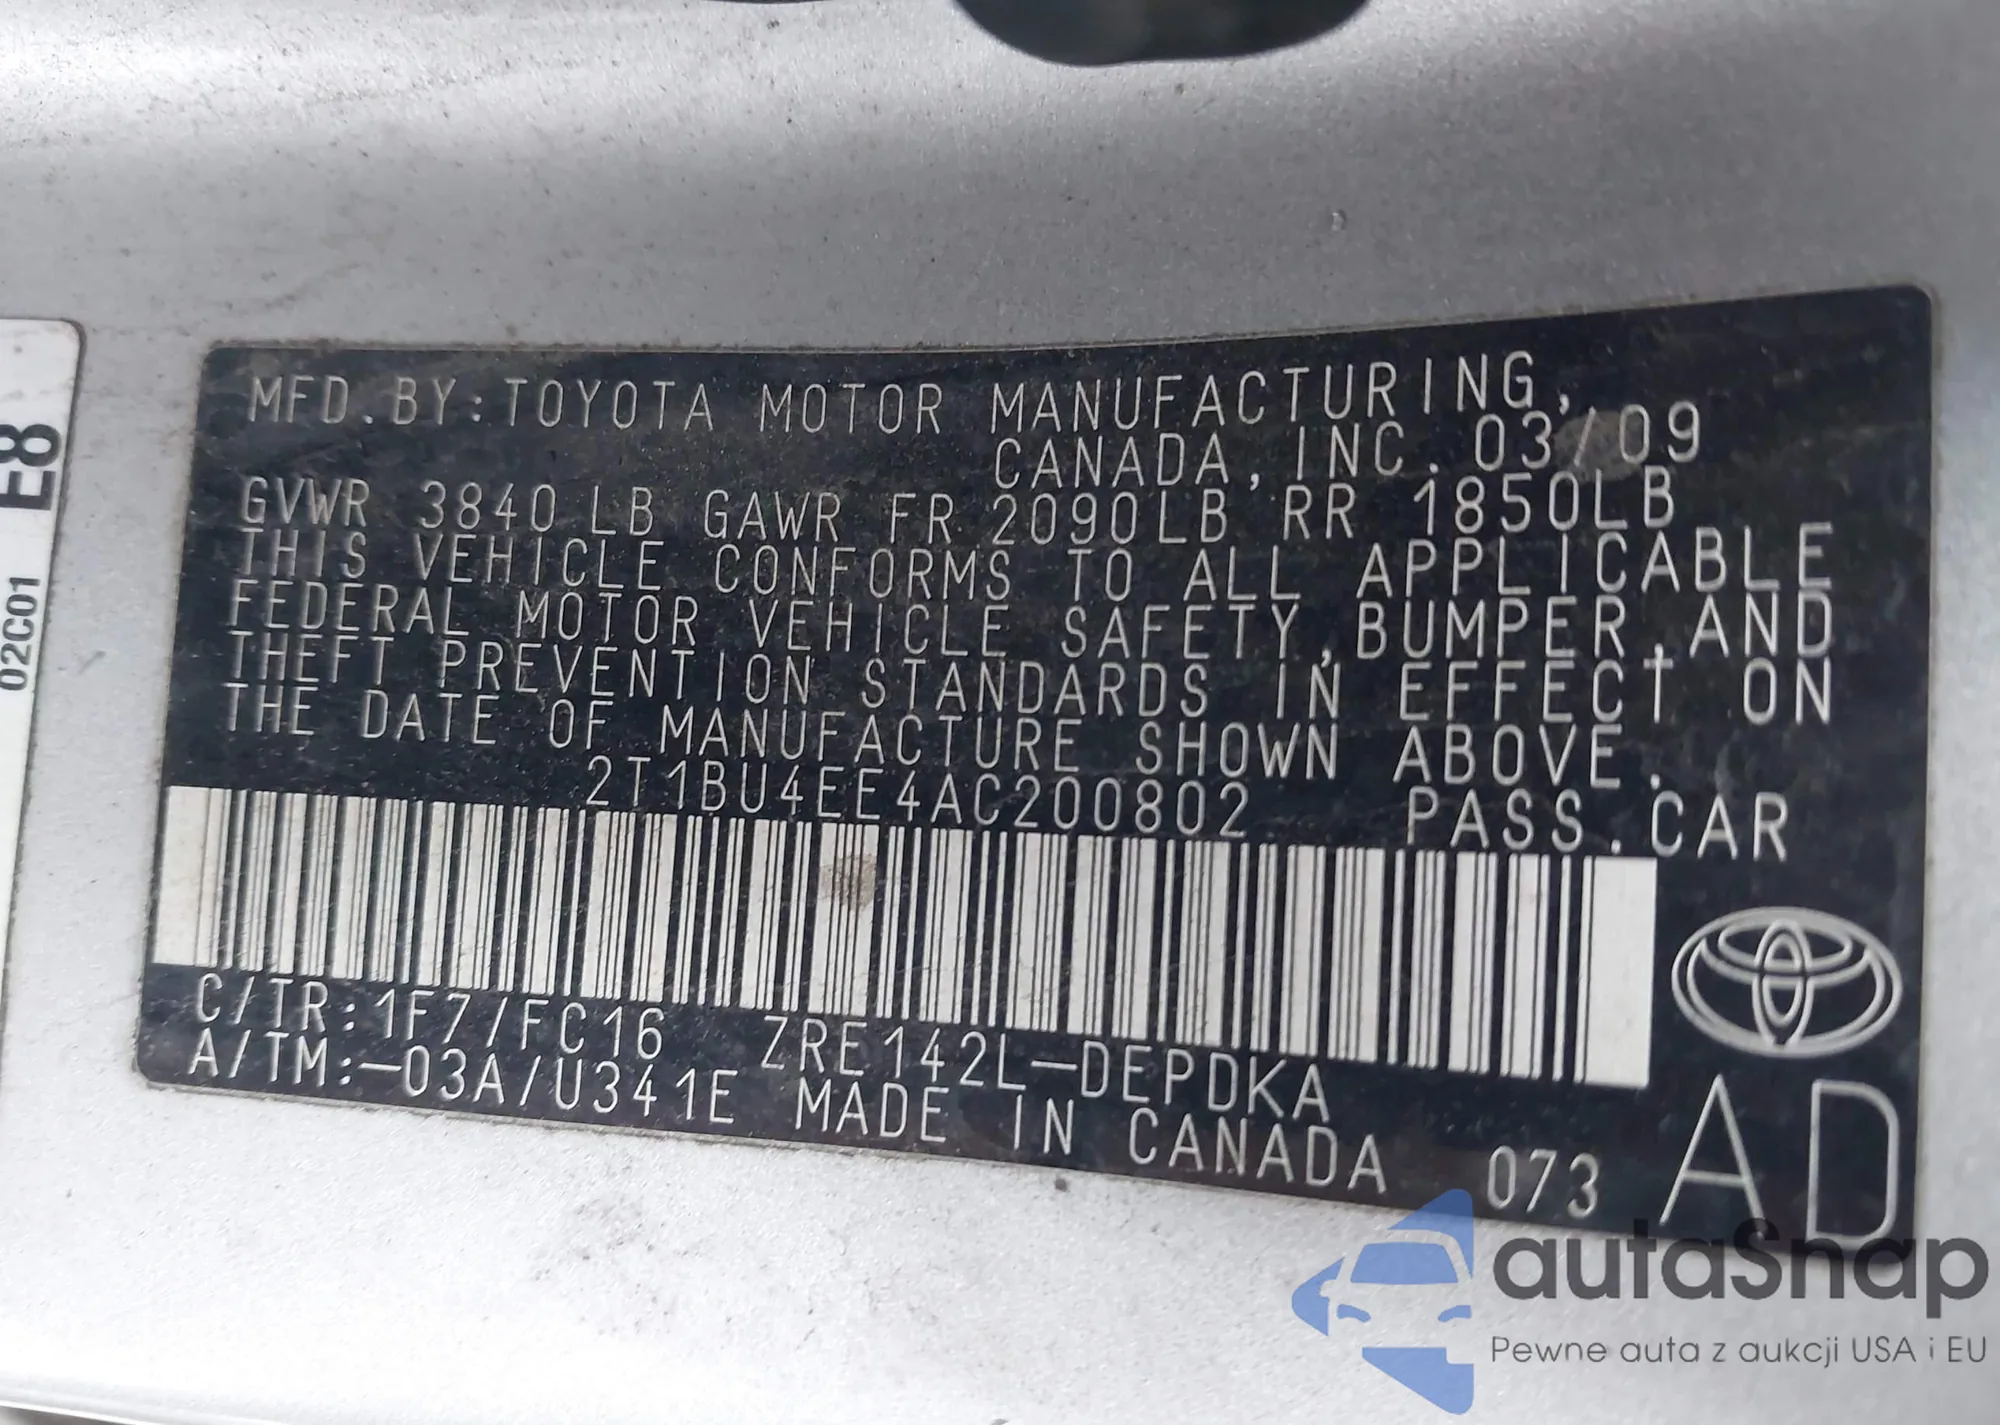 MFD.BY:TOYOTA MOTOR MANUFACTURING,
CANADA,INC. 03/09
GVWR 3840 LB GAWR FR 2090LB RR 1850LB
THIS VEHICLE CONFORMS TO ALL APPLICABLE
FEDERAL MOTOR VEHICLE SAFETY,BUMPER,AND
THEFT PREVENTION STANDARDS IN EFFECT ON
THE DATE OF MANUFACTURE SHOWN ABOVE.
2T1BU4EE4AC200802 PASS.CAR
C/TR:1F7/FC16 ZRE142L-DEPDKA
A/TM:-03A/U341E MADE IN CANADA 073
AD
E8
02C01
autaSnap
Pewne auta z aukcji USA i EU